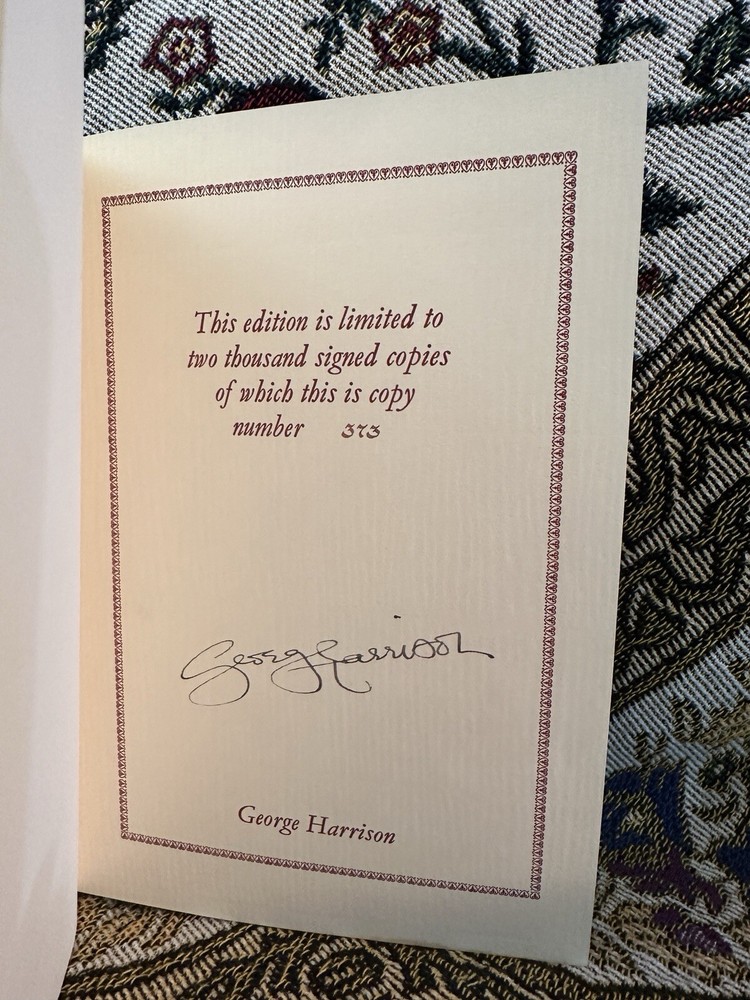 This edition is limited to
two thousand signed copies
of which this is copy
number 373
George Harrison
George Harrison